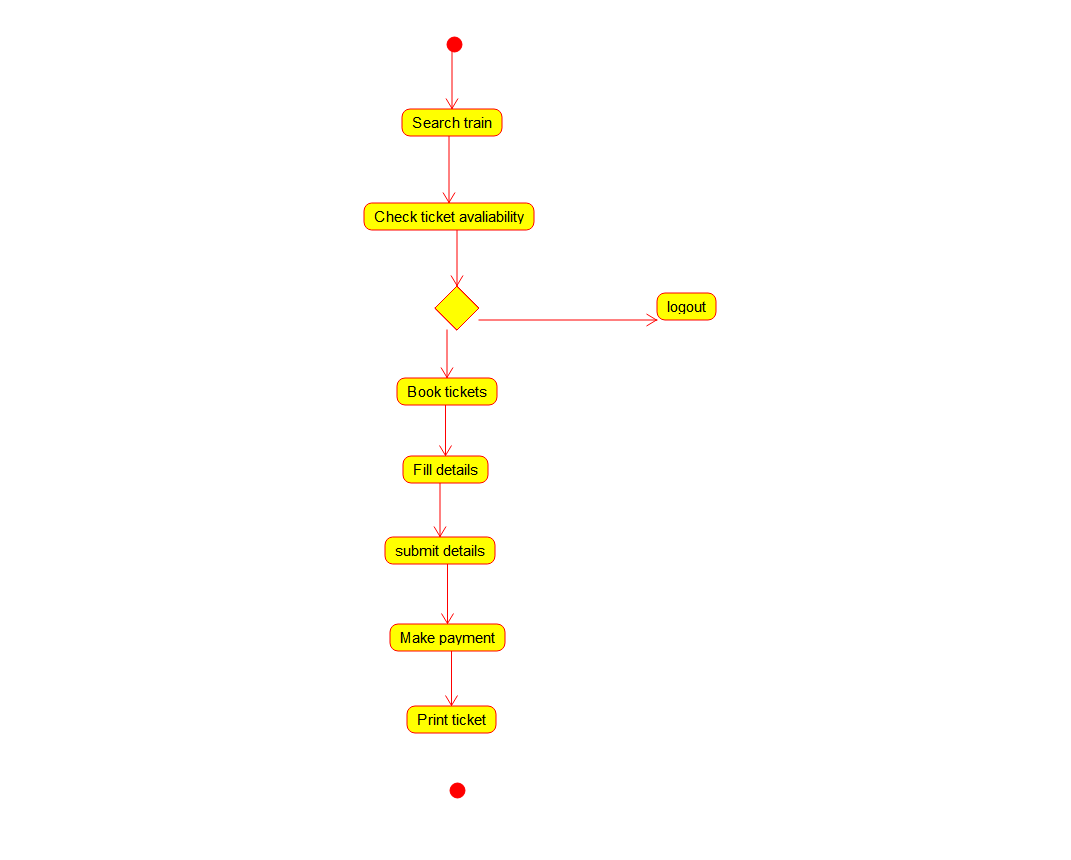 Search train
Check ticket avaliability
logout
Book tickets
Fill details
submit details
Make payment
Print ticket